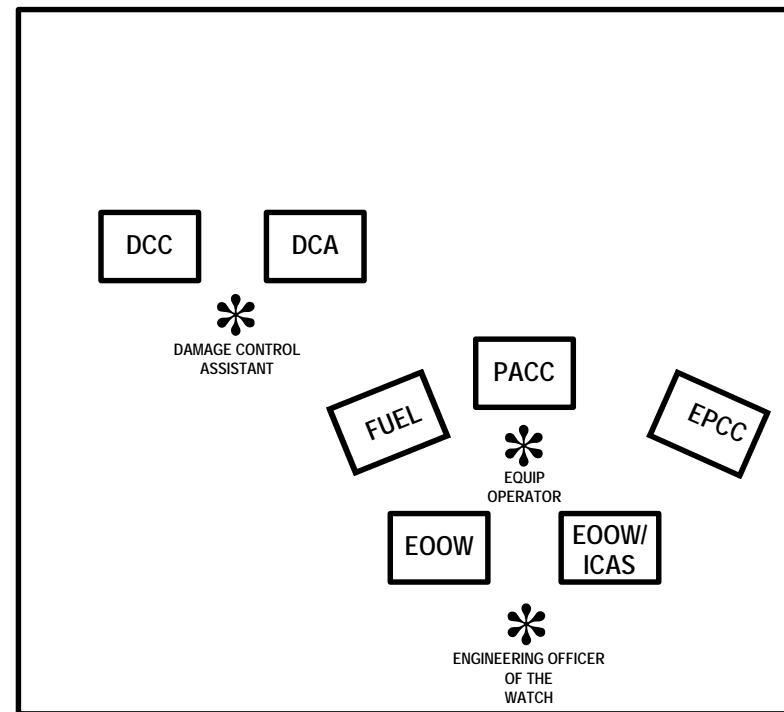 DCC
DCA
DAMAGE CONTROL
ASSISTANT
PACC
FUEL
EPCC
EQUIP
OPERATOR
EOOW
EOOW/
ICAS
ENGINEERING OFFICER
OF THE
WATCH